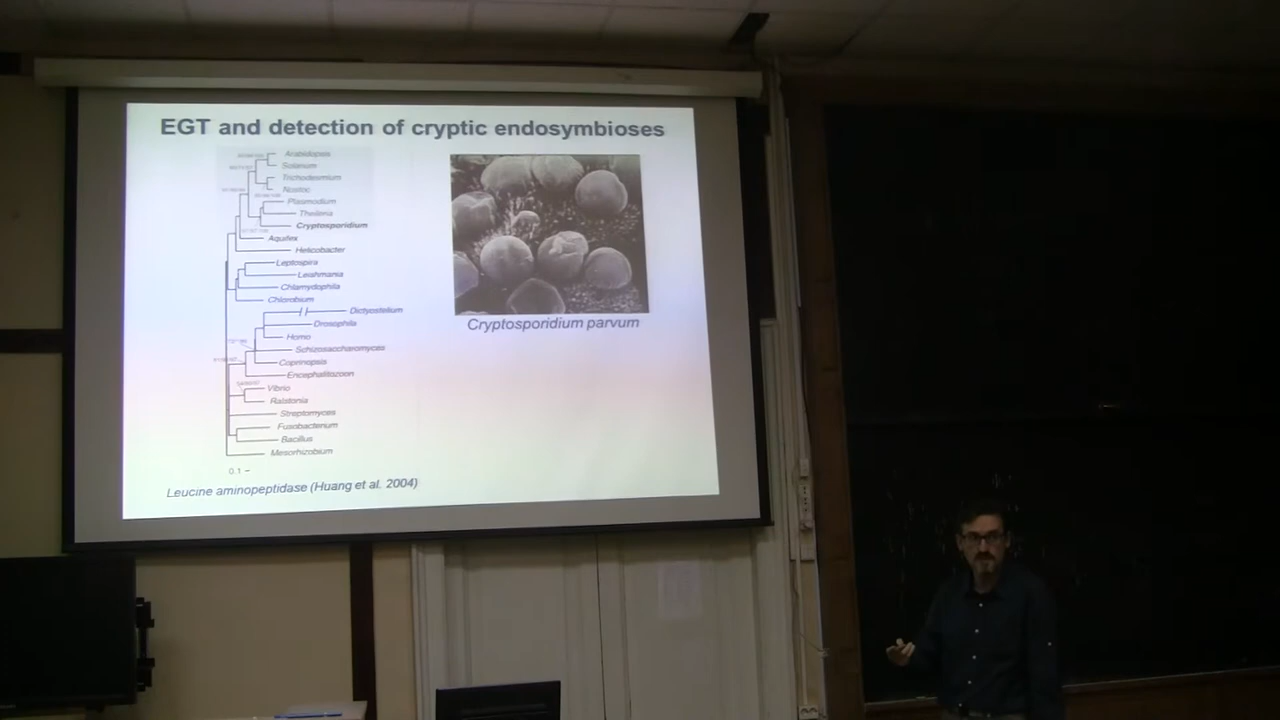 EGT and detection of cryptic endosymbioses
Arabidopsis
Solanum
Trichodesmium
Nostoc
Plasmodium
Theileria
Cryptosporidium
Aquifex
Helicobacter
Leptospira
Leishmania
Chlamydophila
Chlorobium
Dictyostelium
Drosophila
Homo
Schizosaccharomyces
Coprinopsis
Encephalitozoon
Vibrio
Ralstonia
Streptomyces
Fusobacterium
Bacillus
Mesorhizobium
0.1
Leucine aminopeptidase (Huang et al. 2004)
Cryptosporidium parvum